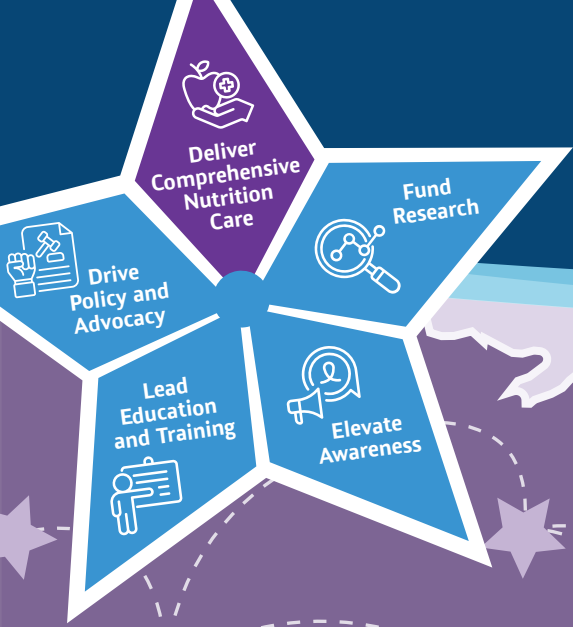 Deliver
Comprehensive
Nutrition
Care
Fund
Research
Elevate
Awareness
Lead
Education
and Training
Drive
Policy and
Advocacy